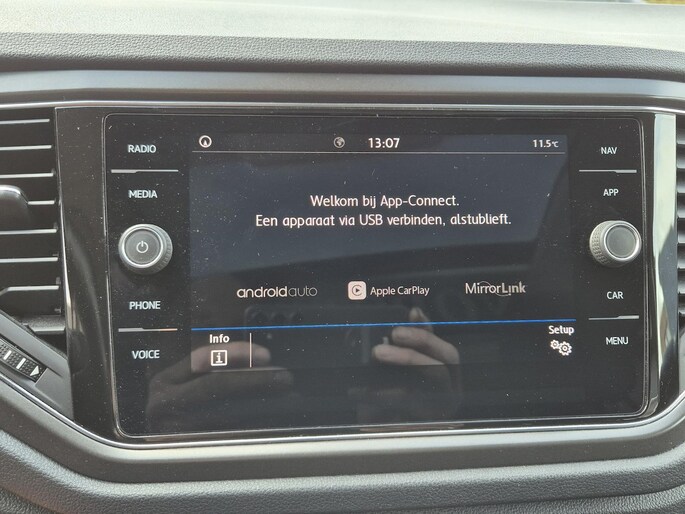 RADIO
MEDIA
PHONE
VOICE
13:07
11.5°C
Welkom bij App-Connect.
Een apparaat via USB verbinden, alstublieft.
androidauto
Apple CarPlay
MirrorLink
Info
Setup
NAV
APP
CAR
MENU